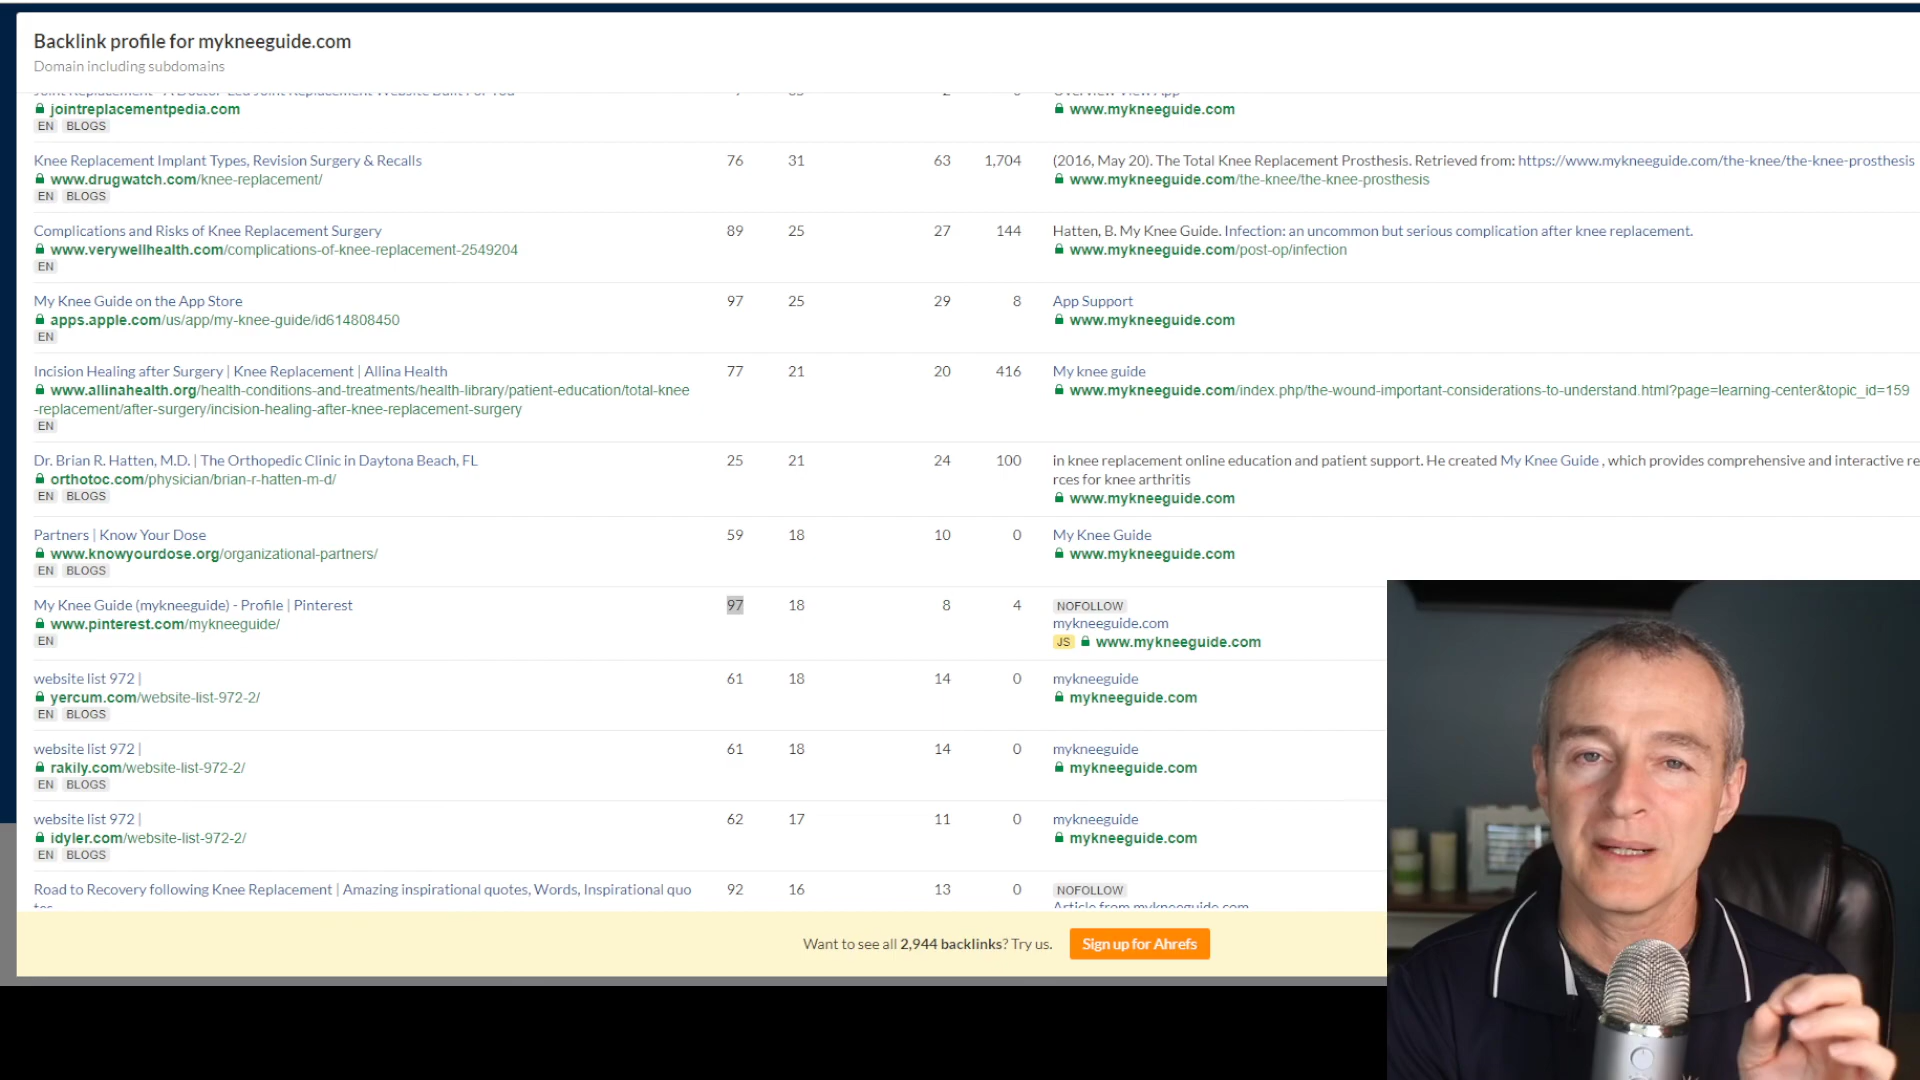 Backlink profile for mykneeguide.com
Domain including subdomains
Joint Replacement - A Doctor-Led Joint Replacement Website Built For You
jointreplacementpedia.com
www.mykneeguide.com
EN BLOGS
Knee Replacement Implant Types, Revision Surgery & Recalls 76 31 63 1,704 (2016, May 20). The Total Knee Replacement Prosthesis. Retrieved from: https://www.mykneeguide.com/the-knee/the-knee-prosthesis
www.drugwatch.com/knee-replacement/ www.mykneeguide.com/the-knee/the-knee-prosthesis
EN BLOGS
Complications and Risks of Knee Replacement Surgery 89 25 27 144 Hatten, B. My Knee Guide. Infection: an uncommon but serious complication after knee replacement.
www.verywellhealth.com/complications-of-knee-replacement-2549204 www.mykneeguide.com/post-op/infection
EN
My Knee Guide on the App Store 97 25 29 8 App Support
apps.apple.com/us/app/my-knee-guide/id614808450 www.mykneeguide.com
EN
Incision Healing after Surgery | Knee Replacement | Allina Health 77 21 20 416 My knee guide
www.allinahealth.org/health-conditions-and-treatments/health-library/patient-education/total-knee www.mykneeguide.com/index.php/the-wound-important-considerations-to-understand.html?page=learning-center&topic_id=159
-replacement/after-surgery/incision-healing-after-knee-replacement-surgery
EN
Dr. Brian R. Hatten, M.D. | The Orthopedic Clinic in Daytona Beach, FL 25 21 24 100 in knee replacement online education and patient support. He created My Knee Guide , which provides comprehensive and interactive re
orthotoc.com/physician/brian-r-hatten-m-d/ rces for knee arthritis
EN BLOGS www.mykneeguide.com
Partners | Know Your Dose 59 18 10 0 My Knee Guide
www.knowyourdose.org/organizational-partners/ www.mykneeguide.com
EN BLOGS
My Knee Guide (mykneeguide) - Profile | Pinterest 97 18 8 4 NOFOLLOW
www.pinterest.com/mykneeguide/ mykneeguide.com
EN JS www.mykneeguide.com
website list 972 | 61 18 14 0 mykneeguide
yercum.com/website-list-972-2/ mykneeguide.com
EN BLOGS
website list 972 | 61 18 14 0 mykneeguide
rakily.com/website-list-972-2/ mykneeguide.com
EN BLOGS
website list 972 | 62 17 11 0 mykneeguide
idyler.com/website-list-972-2/ mykneeguide.com
EN BLOGS
Road to Recovery following Knee Replacement | Amazing inspirational quotes, Words, Inspirational quo 92 16 13 0 NOFOLLOW
tes Article from mykneeguide.com
Want to see all 2,944 backlinks? Try us. Sign up for Ahrefs